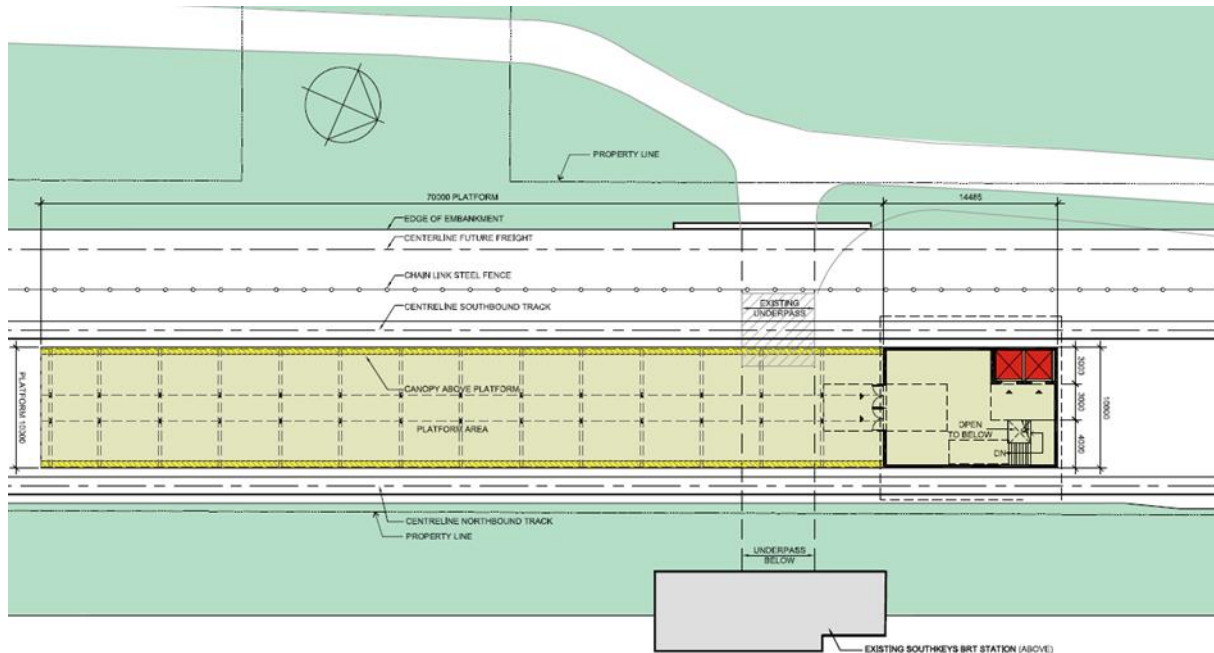 PROPERTY LINE
70000 PLATFORM
14485
EDGE OF EMBANKMENT
CENTERLINE FUTURE FREIGHT
CHAIN LINK STEEL FENCE
EXISTING
UNDERPASS
CENTRELINE SOUTHBOUND TRACK
CANOPY ABOVE PLATFORM
PLATFORM AREA
PLATFORM 10000
3000
3000
4000
10000
OPEN
TO BELOW
DN
CENTRELINE NORTHBOUND TRACK
PROPERTY LINE
UNDERPASS
BELOW
EXISTING SOUTHKEYS BRT STATION (ABOVE)